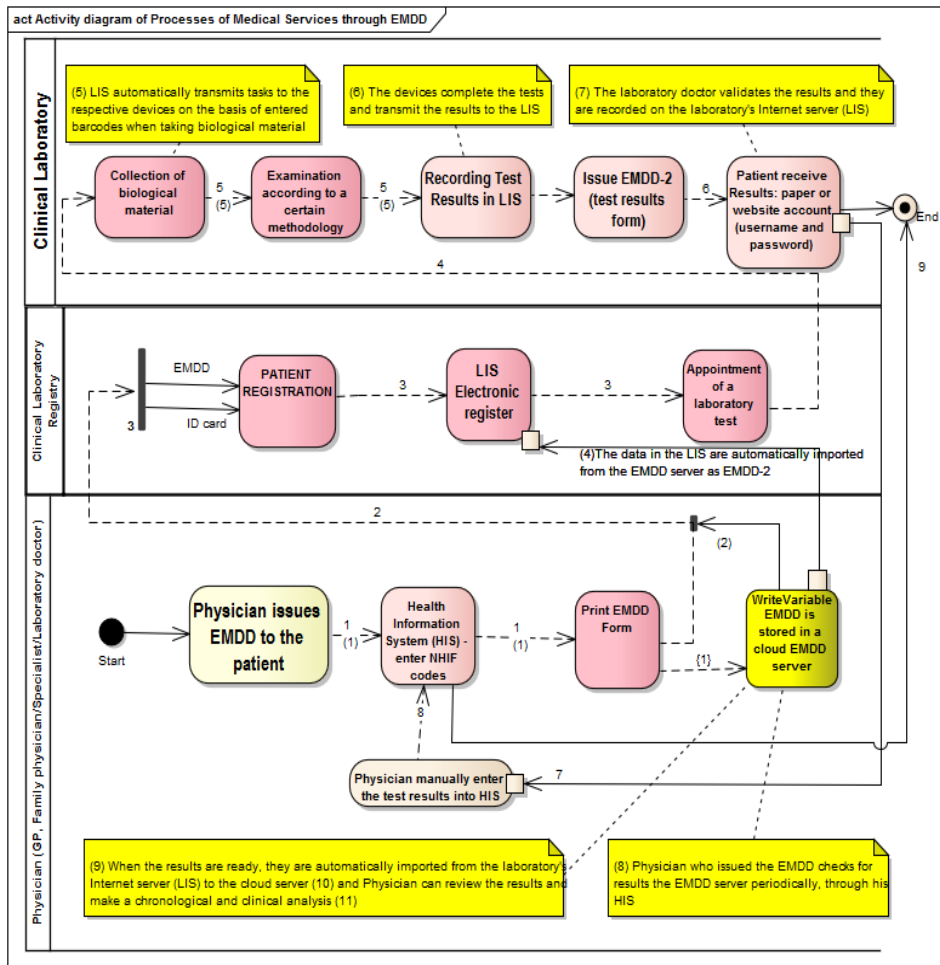 act Activity diagram of Processes of Medical Services through EMDD
Clinical Laboratory
(5) LIS automatically transmits tasks to the
respective devices on the basis of entered
barcodes when taking biological material
(6) The devices complete the tests
and transmit the results to the LIS
(7) The laboratory doctor validates the results and they
are recorded on the laboratory's Internet server (LIS)
Collection of
biological
material
5
(5)
Examination
according to a
certain
methodology
5
(5)
Recording Test
Results in LIS
Issue EMDD-2
(test results
form)
6
Patient receive
Results: paper or
website account
(username and
password)
End
4
9
Clinical Laboratory
Registry
3
EMDD
ID card
PATIENT
REGISTRATION
3
LIS
Electronic
register
3
Appointment
of a
laboratory
test
(4)The data in the LIS are automatically imported
from the EMDD server as EMDD-2
Physician (GP, Family physician/Specialist/Laboratory doctor)
2
(2)
Start
Physician issues
EMDD to the
patient
1
(1)
Health
Information
System (HIS) -
enter NHIF
codes
1
(1)
Print EMDD
Form
{1}
WriteVariable
EMDD is
stored in a
cloud EMDD
server
8
Physician manually enter
the test results into HIS
7
(9) When the results are ready, they are automatically imported from the laboratory's
Internet server (LIS) to the cloud server (10) and Physician can review the results and
make a chronological and clinical analysis (11)
(8) Physician who issued the EMDD checks for
results the EMDD server periodically, through his
HIS